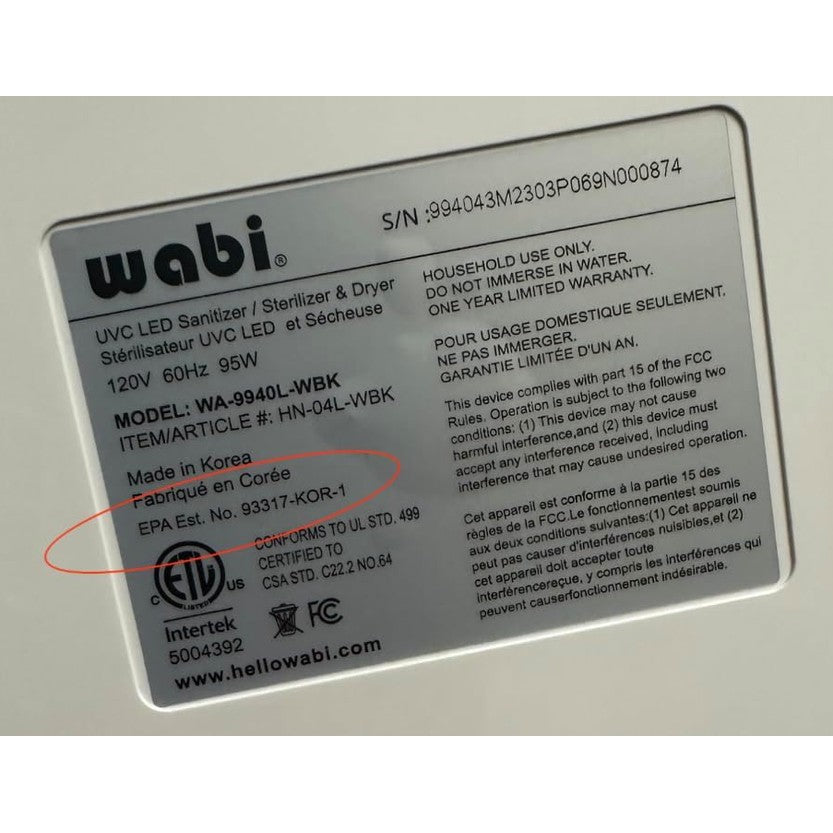 wabi®
S/N :994043M2303P069N000874
UVC LED Sanitizer / Sterilizer & Dryer
Stérilisateur UVC LED et Sécheuse
120V 60Hz 95W
MODEL: WA-9940L-WBK
ITEM/ARTICLE #: HN-04L-WBK
Made in Korea
Fabriqué en Corée
EPA Est. No. 93317-KOR-1
CONFORMS TO UL STD. 499
CERTIFIED TO
CSA STD. C22.2 NO.64
ETL
LISTED
C US
Intertek
5004392
FC
www.hellowabi.com
HOUSEHOLD USE ONLY.
DO NOT IMMERSE IN WATER.
ONE YEAR LIMITED WARRANTY.
POUR USAGE DOMESTIQUE SEULEMENT.
NE PAS IMMERGER.
GARANTIE LIMITÉE D'UN AN.
This device complies with part 15 of the FCC
Rules. Operation is subject to the following two
conditions: (1) This device may not cause
harmful interference,and (2) this device must
accept any interference received, including
interference that may cause undesired operation.
Cet appareil est conforme à la partie 15 des
règles de la FCC.Le fonctionnementest soumis
aux deux conditions suivantes:(1) Cet appareil ne
peut pas causer d'interférences nuisibles,et (2)
cet appareil doit accepter toute
interférencereçue, y compris les interférences qui
peuvent causerfonctionnement indésirable.